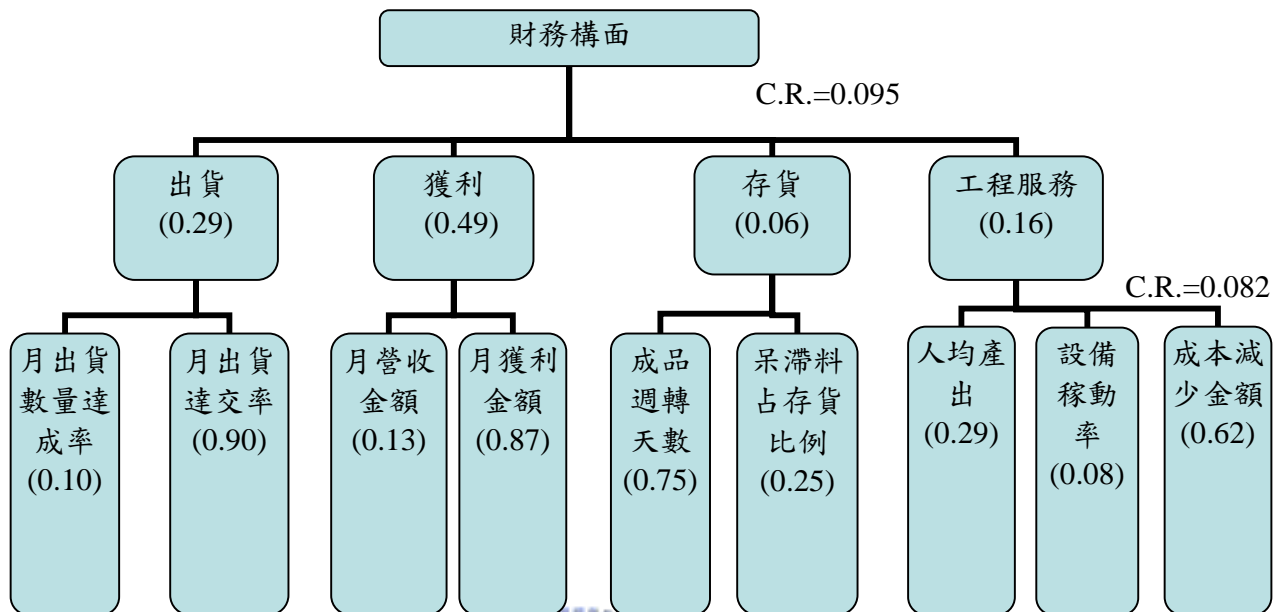 財務構面
C.R.=0.095
出貨
(0.29)
獲利
(0.49)
存貨
(0.06)
工程服務
(0.16)
C.R.=0.082
月出貨
數量達
成率
(0.10)
月出貨
達交率
(0.90)
月營收
金額
(0.13)
月獲利
金額
(0.87)
成品
週轉
天數
(0.75)
呆滯料
占存貨
比例
(0.25)
人均產
出
(0.29)
設備
稼動
率
(0.08)
成本減
少金額
(0.62)